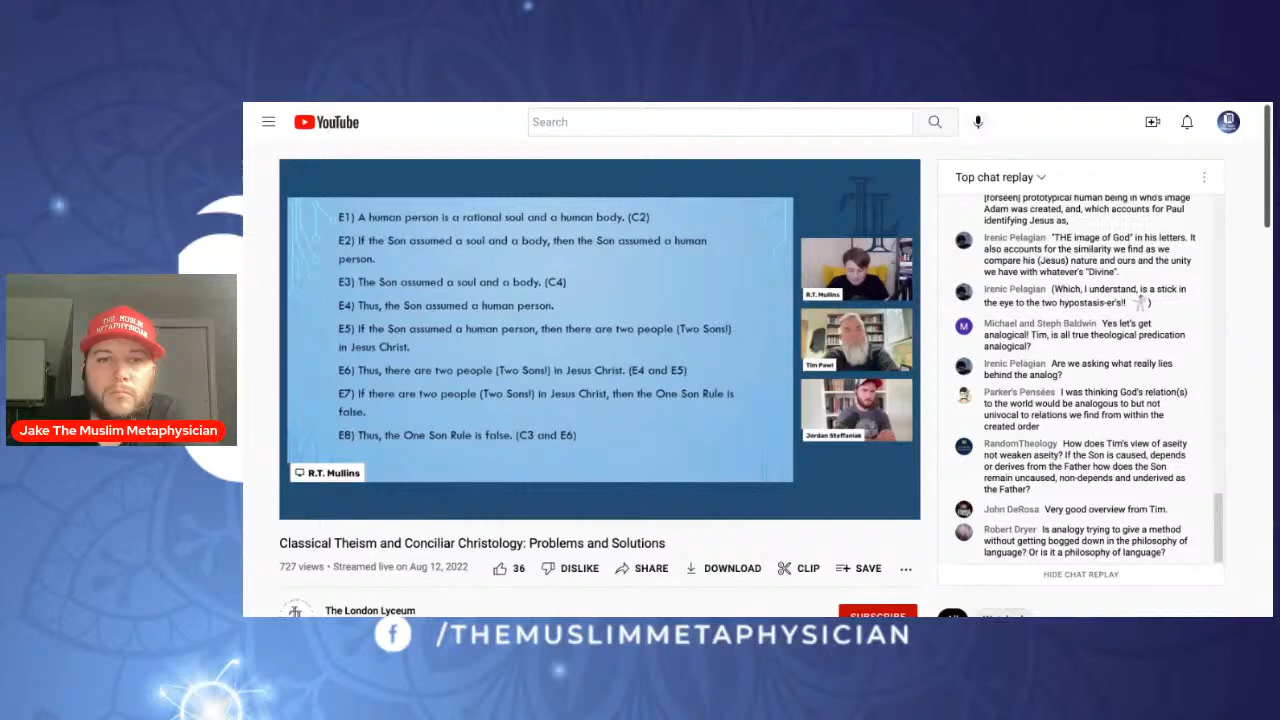 YouTube
Search
E1) A human person is a rational soul and a human body. (C2)
E2) If the Son assumed a soul and a body, then the Son assumed a human
person.
E3) The Son assumed a soul and a body. (C4)
E4) Thus, the Son assumed a human person.
E5) If the Son assumed a human person, then there are two people (Two Sons!)
in Jesus Christ.
E6) Thus, there are two people (Two Sons!) in Jesus Christ. (E4 and E5)
E7) If there are two people (Two Sons!) in Jesus Christ, then the One Son Rule is
false.
E8) Thus, the One Son Rule is false. (C3 and E6)
R.T. Mullins
R.T. Mullins
Tim Pawl
Jordan Steffaniak
Top chat replay
[forseen] prototypical human being in who's image
Adam was created, and, which accounts for Paul
identifying Jesus as,
Irenic Pelagian "THE image of God" in his letters. It
also accounts for the similarity we find as we
compare his (Jesus) nature and ours and the unity
we have with whatever's "Divine".
Irenic Pelagian (Which, I understand, is a stick in
the eye to the two hypostasis-er's!! )
M
Michael and Steph Baldwin Yes let's get
analogical! Tim, is all true theological predication
analogical?
Irenic Pelagian Are we asking what really lies
behind the analog?
Parker's Pensées I was thinking God's relation(s)
to the world would be analogous to but not
univocal to relations we find from within the
created order
RandomTheology How does Tim's view of aseity
not weaken aseity? If the Son is caused, depends
or derives from the Father how does the Son
remain uncaused, non-depends and underived as
the Father?
John DeRosa Very good overview from Tim.
Robert Dryer Is analogy trying to give a method
without getting bogged down in the philosophy of
language? Or is it a philosophy of language?
HIDE CHAT REPLAY
THE MUSLIM
METAPHYSICIAN
Jake The Muslim Metaphysician
Classical Theism and Conciliar Christology: Problems and Solutions
727 views • Streamed live on Aug 12, 2022
36
DISLIKE
SHARE
DOWNLOAD
CLIP
SAVE
The London Lyceum
SUBSCRIBE
/THEMUSLIMMETAPHYSICIAN